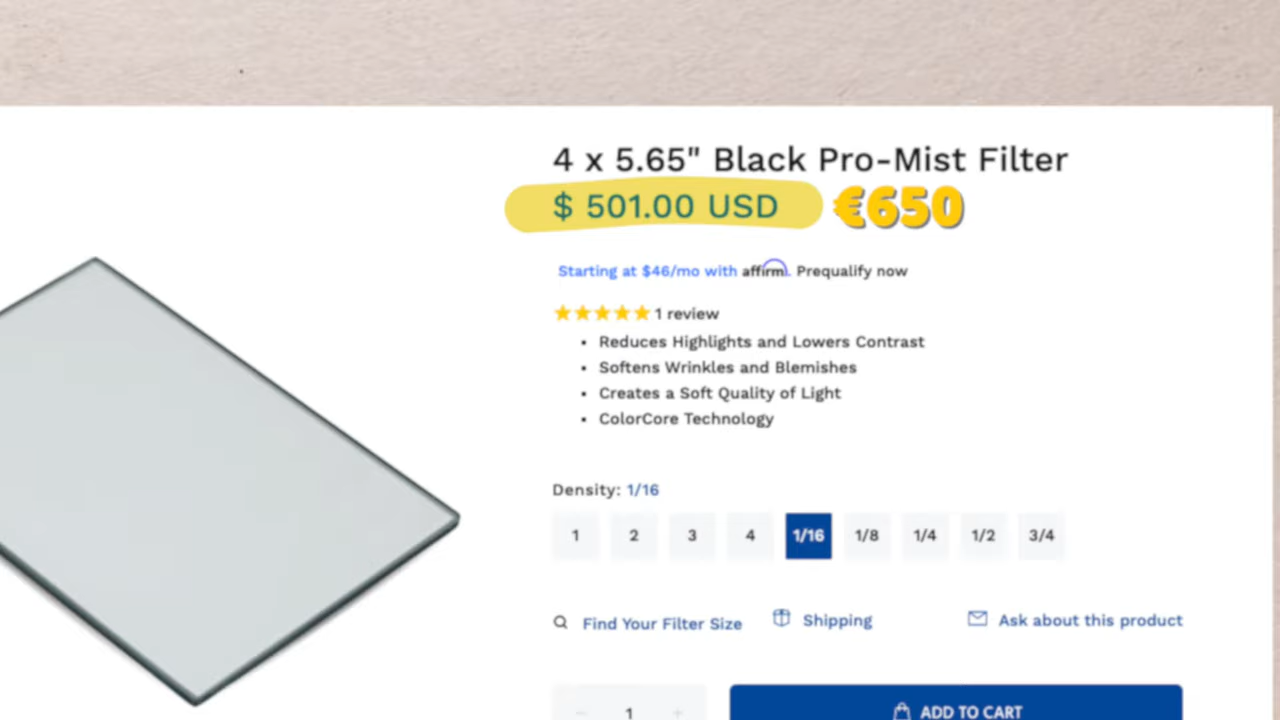 4 x 5.65" Black Pro-Mist Filter
$ 501.00 USD €650
Starting at $46/mo with affirm. Prequalify now
1 review
• Reduces Highlights and Lowers Contrast
• Softens Wrinkles and Blemishes
• Creates a Soft Quality of Light
• ColorCore Technology
Density: 1/16
1 2 3 4 1/16 1/8 1/4 1/2 3/4
Find Your Filter Size Shipping Ask about this product
− 1 + ADD TO CART